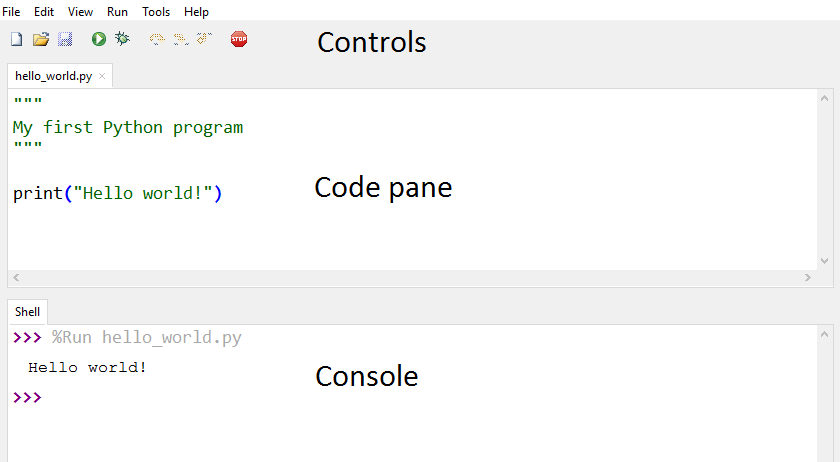 File Edit View Run Tools Help
STOP
Controls
hello_world.py ×
"""
My first Python program
"""
Code pane
print("Hello world!")
Shell
>>> %Run hello_world.py
Hello world!
Console
>>>